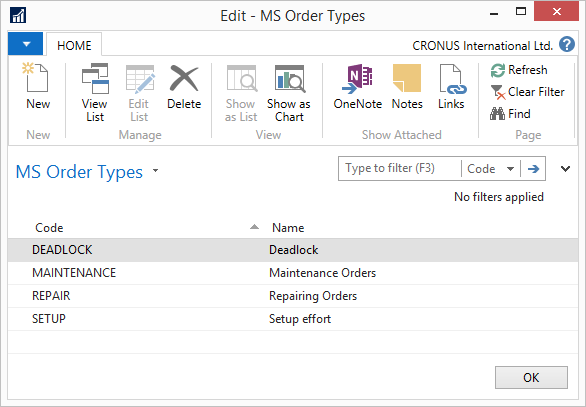 Edit - MS Order Types
HOME
CRONUS International Ltd. ?
New
View List
Edit List
Delete
Show as List
Show as Chart
OneNote
Notes
Links
Refresh
Clear Filter
Find
New
Manage
View
Show Attached
Page
MS Order Types
Type to filter (F3)
Code
No filters applied
Code Name
DEADLOCK Deadlock
MAINTENANCE Maintenance Orders
REPAIR Repairing Orders
SETUP Setup effort
OK